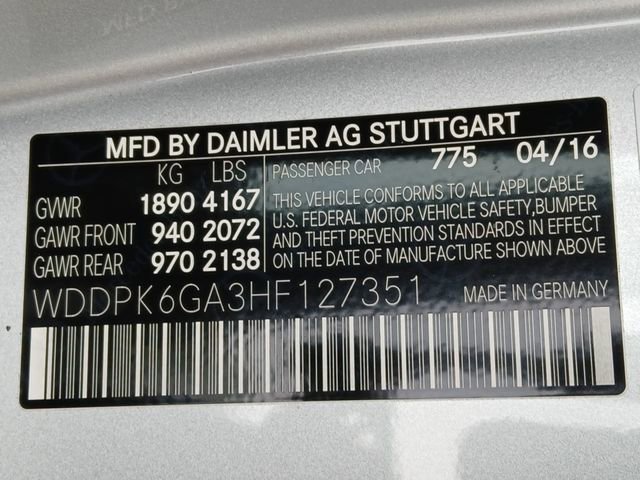 MFD BY DAIMLER AG STUTTGART
KG LBS PASSENGER CAR 775 04/16
GVWR 1890 4167
GAWR FRONT 940 2072
GAWR REAR 970 2138
THIS VEHICLE CONFORMS TO ALL APPLICABLE
U.S. FEDERAL MOTOR VEHICLE SAFETY,BUMPER
AND THEFT PREVENTION STANDARDS IN EFFECT
ON THE DATE OF MANUFACTURE SHOWN ABOVE.
WDDPK6GA3HF127351 MADE IN GERMANY